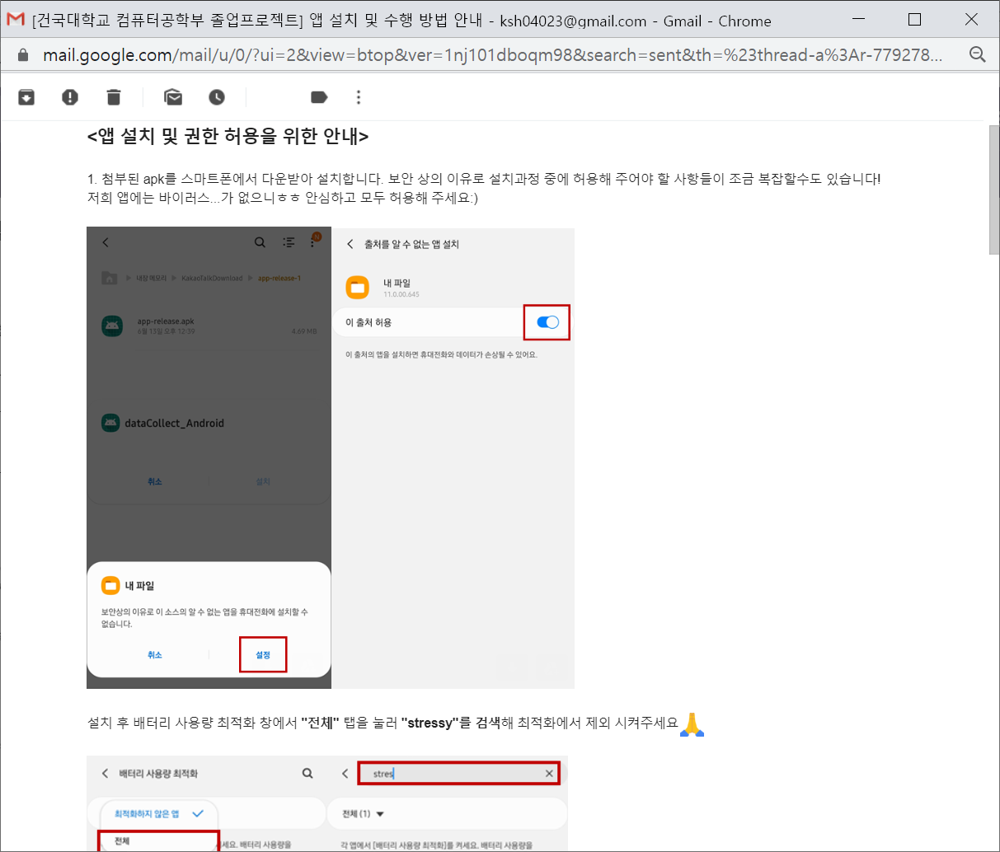 [건국대학교 컴퓨터공학부 졸업프로젝트] 앱 설치 및 수행 방법 안내 - ksh04023@gmail.com - Gmail - Chrome
mail.google.com/mail/u/0/?ui=2&view=btop&ver=1nj101dboqm98&search=sent&th=%23thread-a%3Ar-779278...
<앱 설치 및 권한 허용을 위한 안내>
1. 첨부된 apk를 스마트폰에서 다운받아 설치합니다. 보안 상의 이유로 설치과정 중에 허용해 주어야 할 사항들이 조금 복잡할수도 있습니다!
저희 앱에는 바이러스...가 없으니ㅎㅎ 안심하고 모두 허용해 주세요:)
N
내장 메모리 ▶ KakaoTalkDownload ▶ app-release-1
app-release.apk
6월 13일 오후 12:39 4.69 MB
dataCollect_Android
취소 설치
내 파일
보안상의 이유로 이 소스의 알 수 없는 앱을 휴대전화에 설치할 수
없습니다.
취소 설정
출처를 알 수 없는 앱 설치
내 파일
11.0.00.645
이 출처 허용
이 출처의 앱을 설치하면 휴대전화와 데이터가 손상될 수 있어요.
설치 후 배터리 사용량 최적화 창에서 "전체" 탭을 눌러 "stressy"를 검색해 최적화에서 제외 시켜주세요🙏
배터리 사용량 최적화
최적화하지 않은 앱
전체
세요. 배터리 사용량을
stres
전체 (1) ▼
각 앱에서 [배터리 사용량 최적화]를 켜세요. 배터리 사용량을